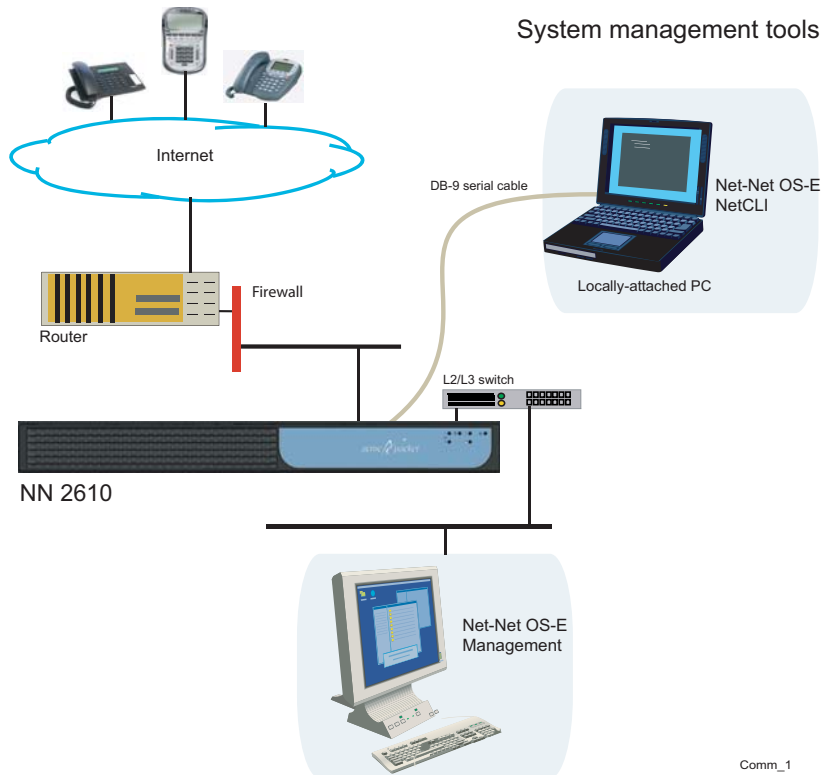 System management tools
Internet
DB-9 serial cable
Net-Net OS-E
NetCLI
Locally-attached PC
Firewall
Router
L2/L3 switch
acme packet
NN 2610
Net-Net OS-E
Management
Comm_1